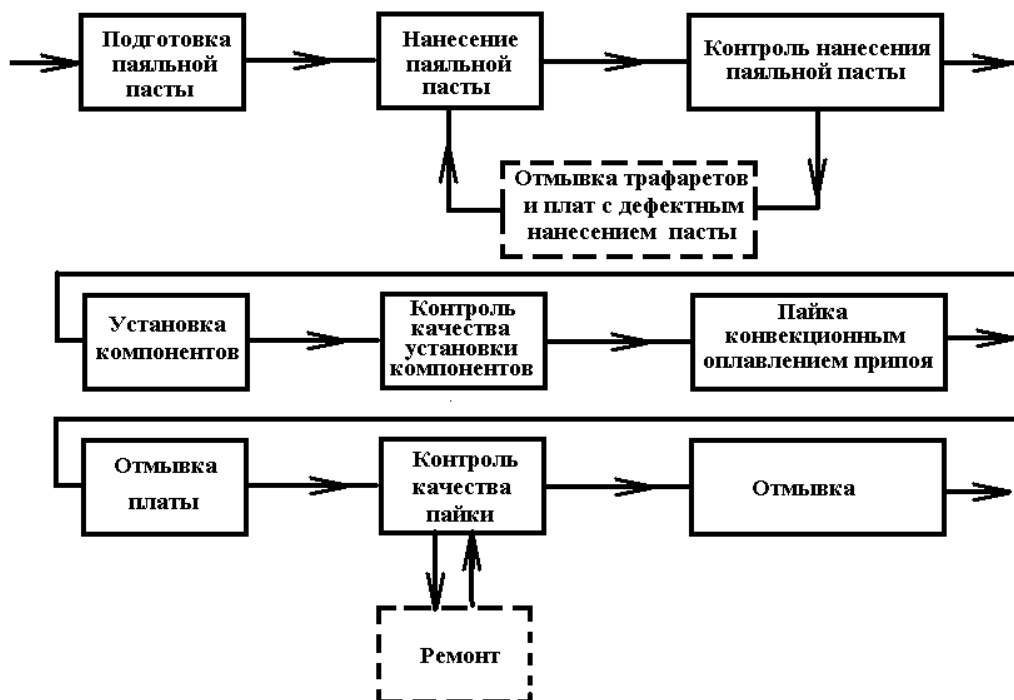 Подготовка
паяльной
пасты
Нанесение
паяльной
пасты
Контроль нанесения
паяльной пасты
Отмывка трафаретов
и плат с дефектным
нанесением пасты
Установка
компонентов
Контроль
качества
установки
компонентов
Пайка
конвекционным
оплавлением припоя
Отмывка
платы
Контроль
качества
пайки
Отмывка
Ремонт